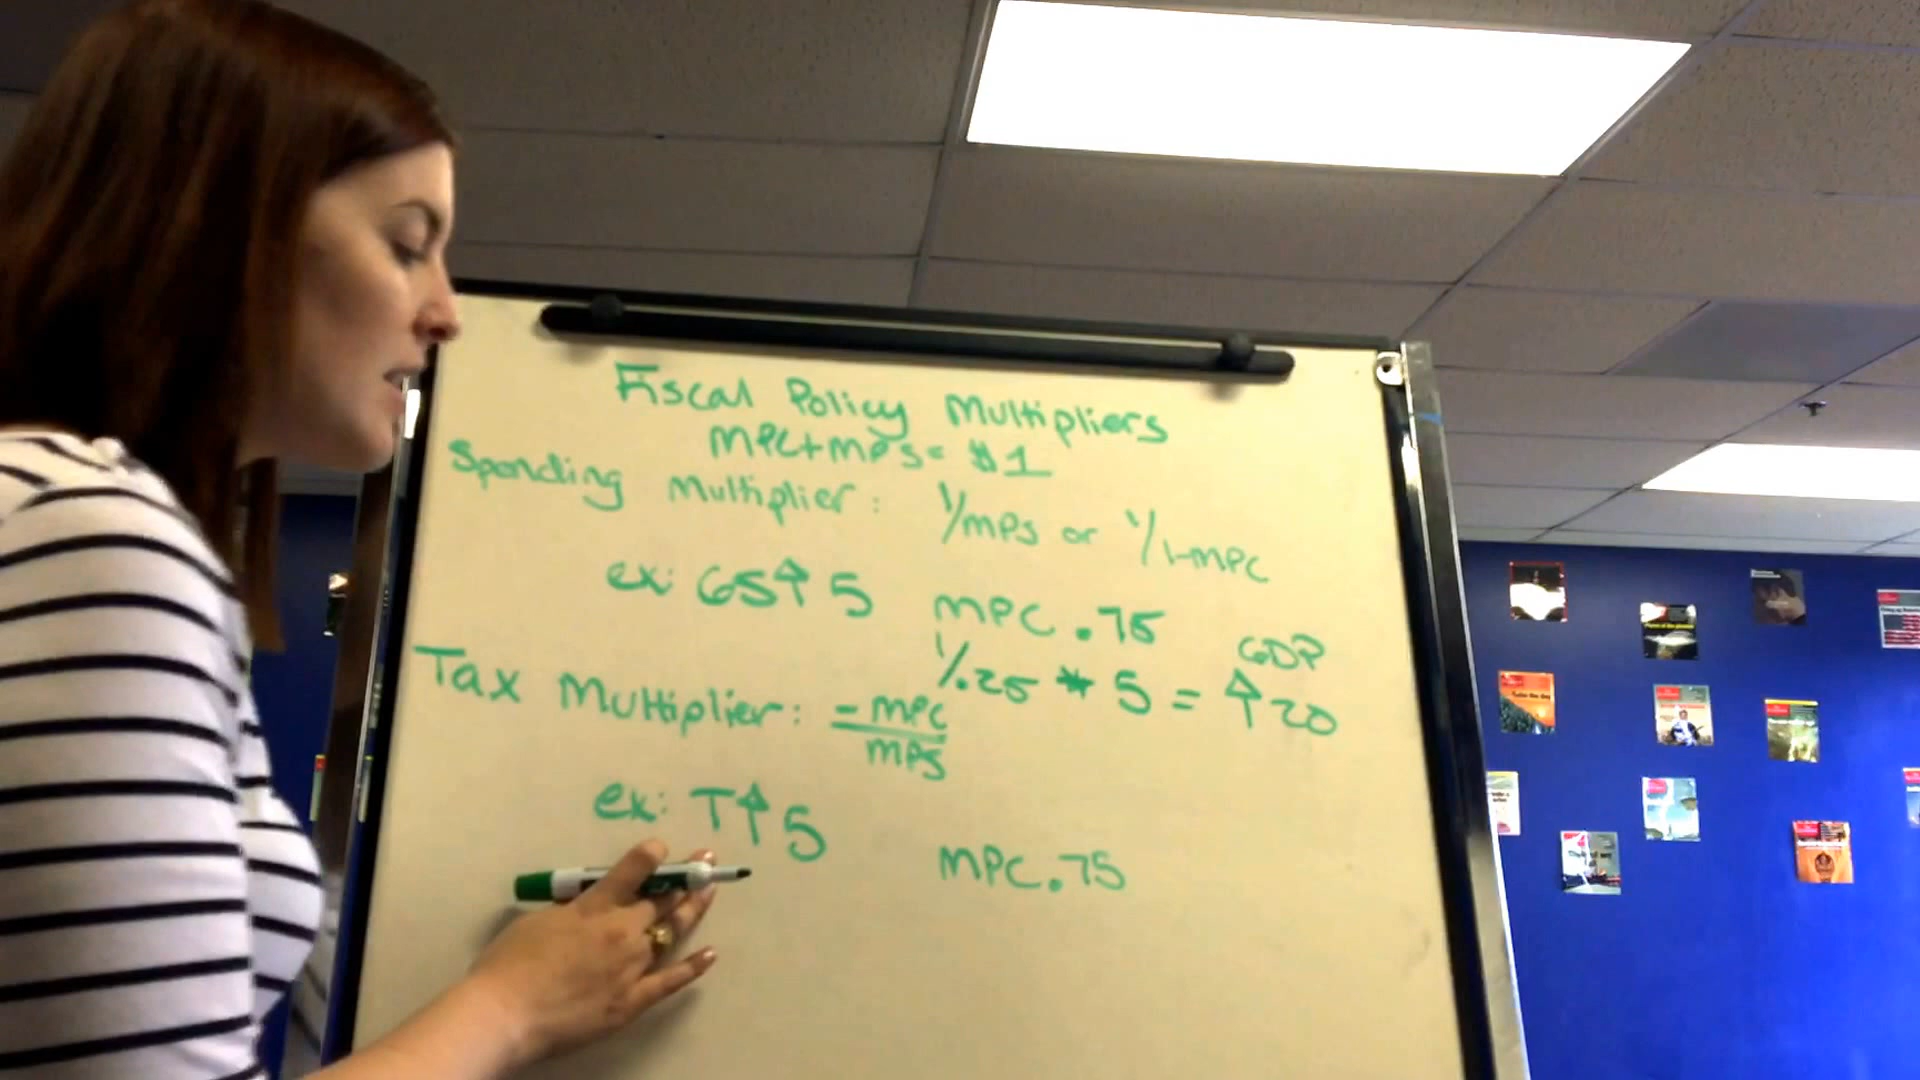 Fiscal Policy Multipliers
MPC+MPS= $1
Spending Multiplier: 1/MPS or 1/1-MPC
ex: GS↑ 5 MPC .75
1/.25 * 5 = ↑20 GDP
Tax Multiplier: -MPC/MPS
ex: T↑ 5 MPC .75